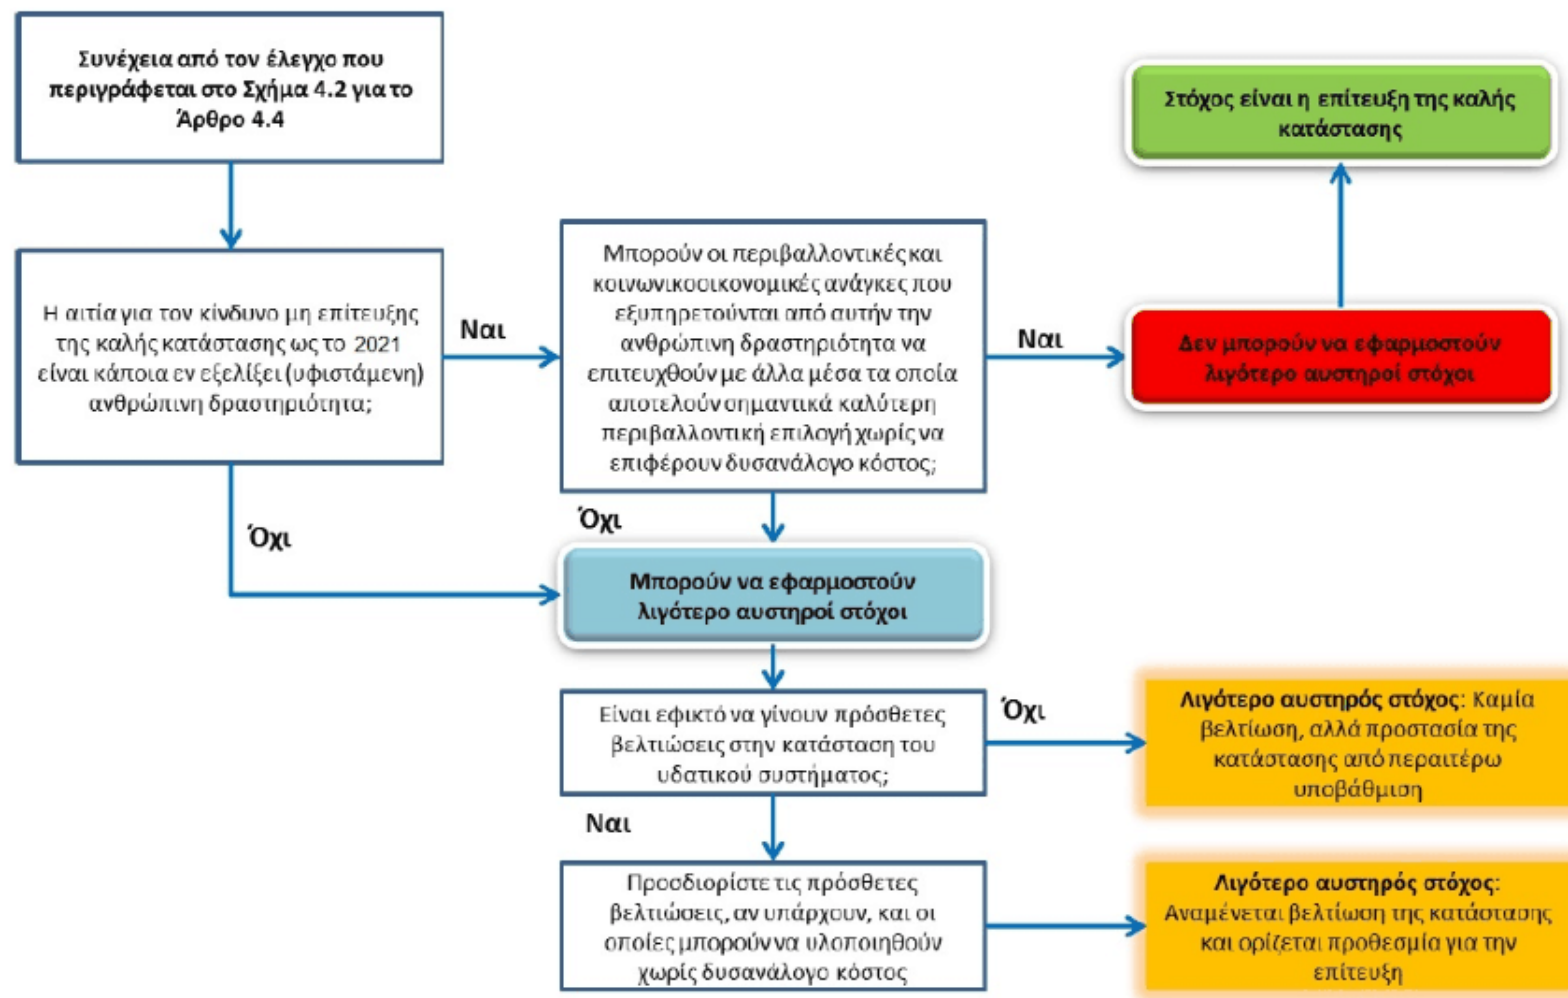 Συνέχεια από τον έλεγχο που
περιγράφεται στο Σχήμα 4.2 για το
Άρθρο 4.4
Στόχος είναι η επίτευξη της καλής
κατάστασης
Η αιτία για τον κίνδυνο μη επίτευξης
της καλής κατάστασης ως το 2021
είναι κάποια εν εξελίξει (υφιστάμενη)
ανθρώπινη δραστηριότητα;
Ναι
Μπορούν οι περιβαλλοντικές και
κοινωνικοοικονομικές ανάγκες που
εξυπηρετούνται από αυτήν την
ανθρώπινη δραστηριότητα να
επιτευχθούν με άλλα μέσα τα οποία
αποτελούν σημαντικά καλύτερη
περιβαλλοντική επιλογή χωρίς να
επιφέρουν δυσανάλογο κόστος;
Ναι
Δεν μπορούν να εφαρμοστούν
λιγότερο αυστηροί στόχοι
Όχι
Όχι
Μπορούν να εφαρμοστούν
λιγότερο αυστηροί στόχοι
Είναι εφικτό να γίνουν πρόσθετες
βελτιώσεις στην κατάσταση του
υδατικού συστήματος;
Όχι
Λιγότερο αυστηρός στόχος: Καμία
βελτίωση, αλλά προστασία της
κατάστασης από περαιτέρω
υποβάθμιση
Ναι
Προσδιορίστε τις πρόσθετες
βελτιώσεις, αν υπάρχουν, και οι
οποίες μπορούν να υλοποιηθούν
χωρίς δυσανάλογο κόστος
Λιγότερο αυστηρός στόχος:
Αναμένεται βελτίωση της κατάστασης
και ορίζεται προθεσμία για την
επίτευξη